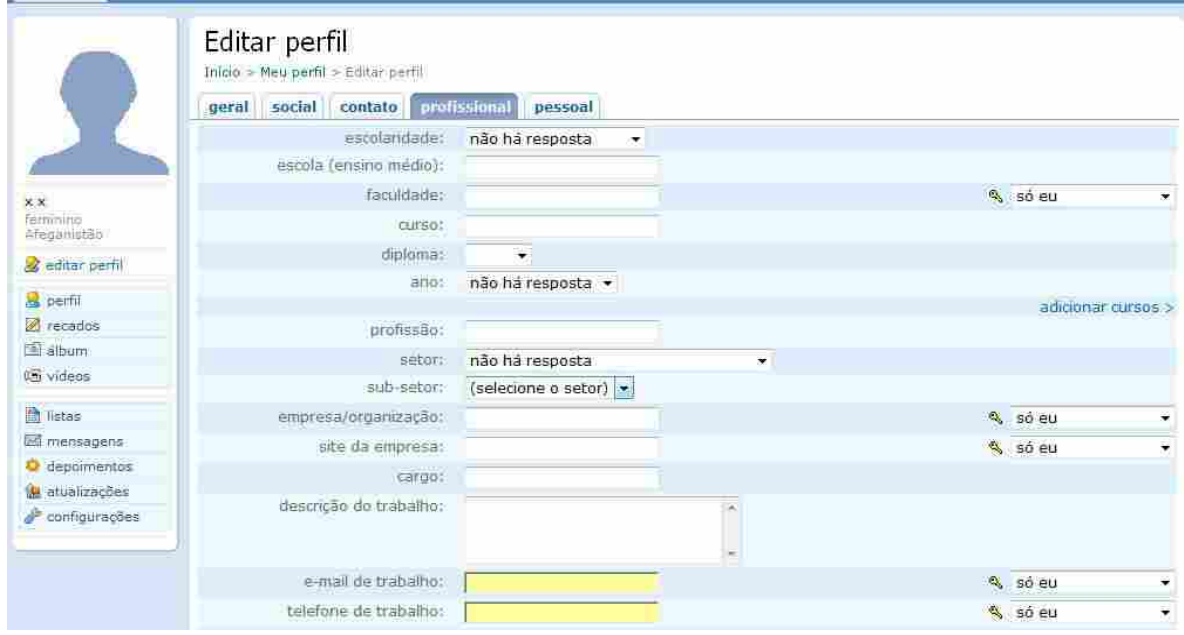 Editar perfil
Início > Meu perfil > Editar perfil
geral social contato profissional pessoal
x x
feminino
Afeganistão
editar perfil
perfil
recados
álbum
vídeos
listas
mensagens
depoimentos
atualizações
configurações
escolaridade: não há resposta
escola (ensino médio):
faculdade: só eu
curso:
diploma:
ano: não há resposta
adicionar cursos >
profissão:
setor: não há resposta
sub-setor: (selecione o setor)
empresa/organização: só eu
site da empresa: só eu
cargo:
descrição do trabalho:
e-mail de trabalho: só eu
telefone de trabalho: só eu